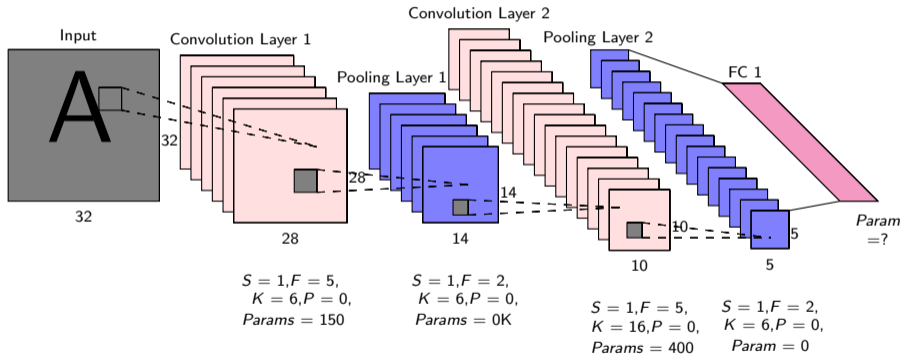 Input
A
32
32
Convolution Layer 1
28
28
S = 1,F = 5,
K = 6,P = 0,
Params = 150
Pooling Layer 1
14
14
S = 1,F = 2,
K = 6,P = 0,
Params = 0K
Convolution Layer 2
10
10
S = 1,F = 5,
K = 16,P = 0,
Params = 400
Pooling Layer 2
5
5
S = 1,F = 2,
K = 6,P = 0,
Param = 0
FC 1
Param
=?